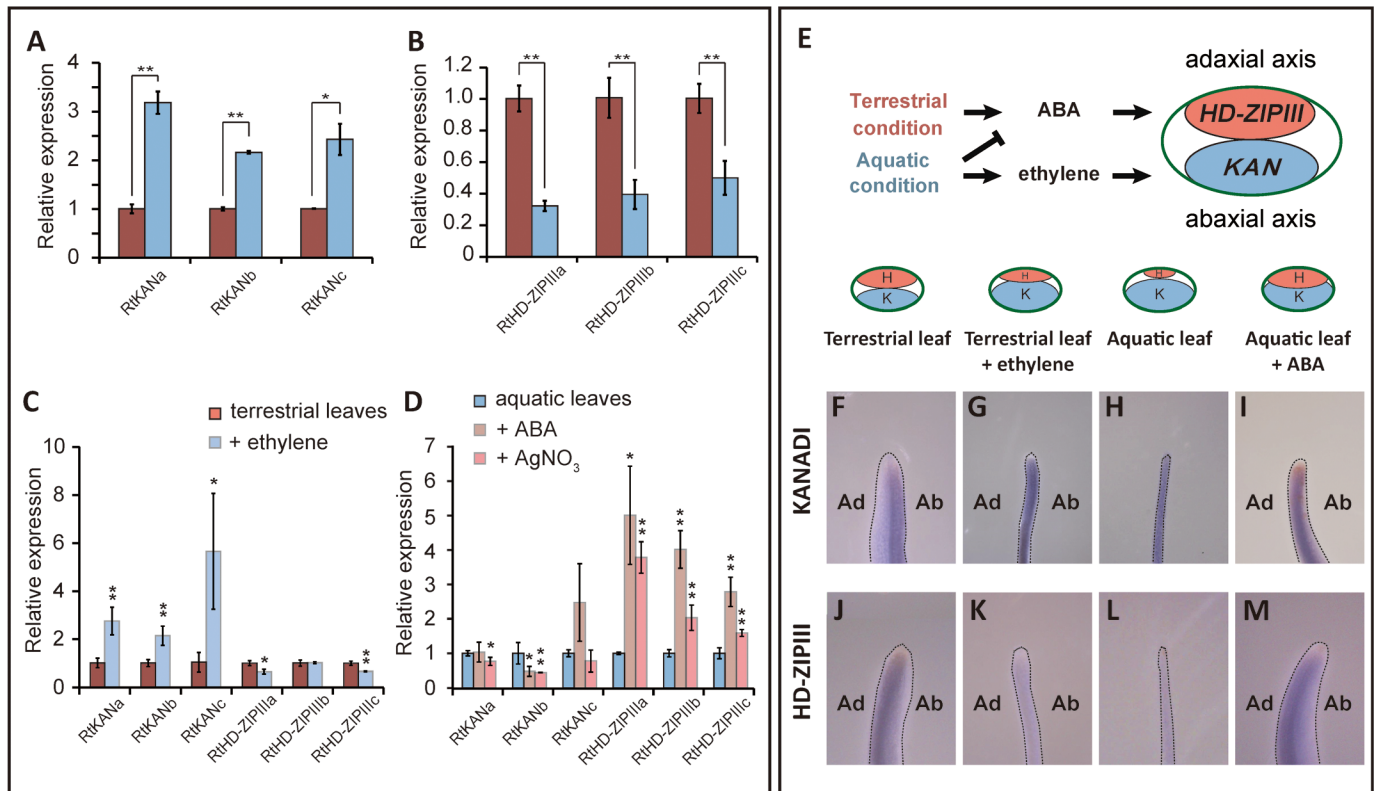 A
Relative expression
4
3
2
1
0
**
**
*
RtKANa
RtKANb
RtKANc
B
Relative expression
1.2
1.0
0.8
0.6
0.4
0.2
0
**
**
**
RtHD-ZIPIIIa
RtHD-ZIPIIIb
RtHD-ZIPIIIc
C
terrestrial leaves
+ ethylene
Relative expression
10
8
6
4
2
0
**
**
*
*
**
RtKANa
RtKANb
RtKANc
RtHD-ZIPIIIa
RtHD-ZIPIIIb
RtHD-ZIPIIIc
D
aquatic leaves
+ ABA
+ AgNO3
Relative expression
7
6
5
4
3
2
1
0
*
*
**
*
**
**
**
**
**
RtKANa
RtKANb
RtKANc
RtHD-ZIPIIIa
RtHD-ZIPIIIb
RtHD-ZIPIIIc
E
adaxial axis
Terrestrial
condition
ABA
HD-ZIPIII
Aquatic
condition
ethylene
KAN
abaxial axis
H
K
H
K
H
K
H
K
Terrestrial leaf
Terrestrial leaf
+ ethylene
Aquatic leaf
Aquatic leaf
+ ABA
KANADI
F
Ad
Ab
G
Ad
Ab
H
Ad
Ab
I
Ad
Ab
HD-ZIPIII
J
Ad
Ab
K
Ad
Ab
L
Ad
Ab
M
Ad
Ab